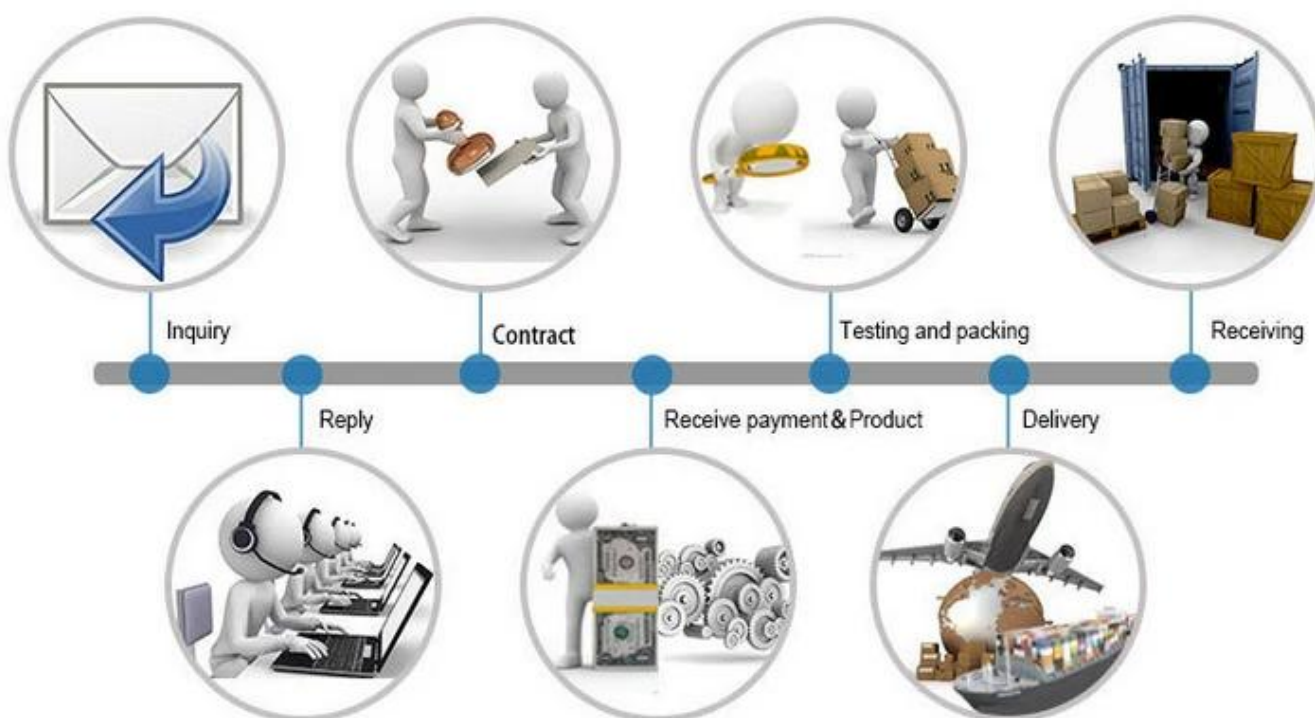 Inquiry
Reply
Contract
Receive payment & Product
Testing and packing
Delivery
Receiving